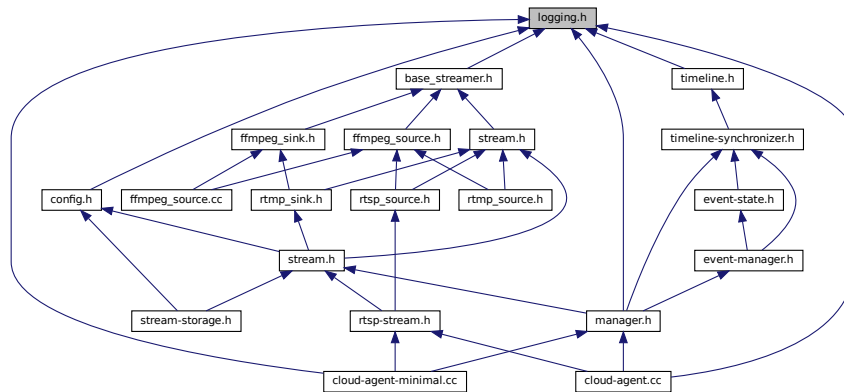 logging.h
base_streamer.h
timeline.h
ffmpeg_sink.h
ffmpeg_source.h
stream.h
timeline-synchronizer.h
config.h
ffmpeg_source.cc
rtmp_sink.h
rtsp_source.h
rtmp_source.h
event-state.h
stream.h
event-manager.h
stream-storage.h
rtsp-stream.h
manager.h
cloud-agent-minimal.cc
cloud-agent.cc